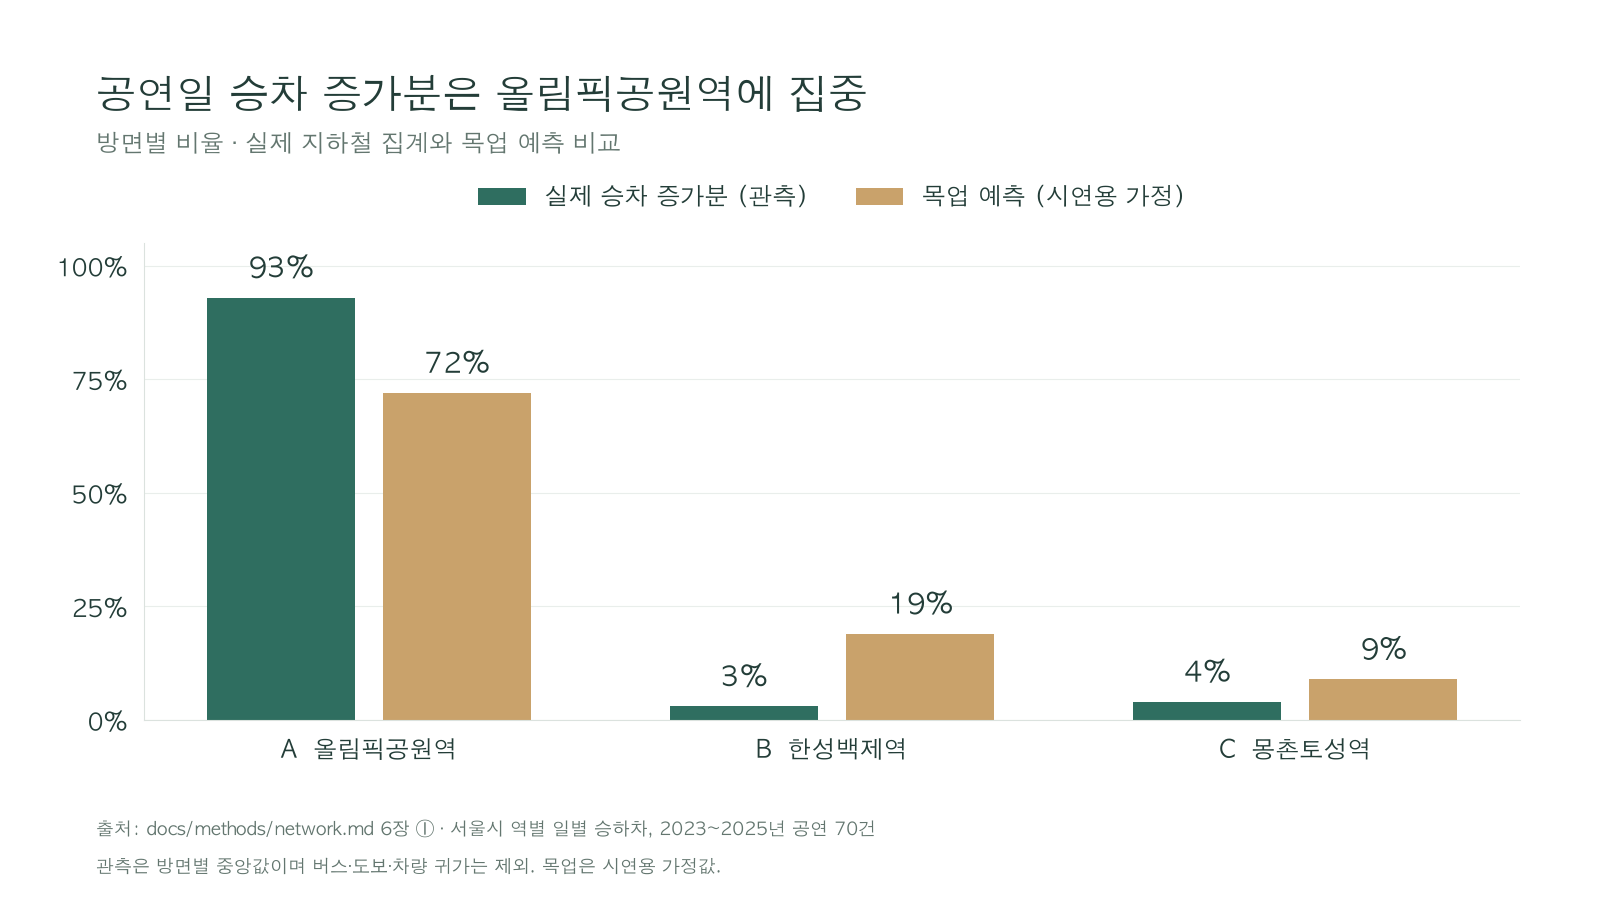 공연일 승차 증가분은 올림픽공원역에 집중
방면별 비율 · 실제 지하철 집계와 목업 예측 비교
실제 승차 증가분 (관측) 목업 예측 (시연용 가정)
100%
75%
50%
25%
0%
93%
72%
3%
19%
4%
9%
A 올림픽공원역
B 한성백제역
C 몽촌토성역
출처: docs/methods/network.md 6장 ① · 서울시 역별 일별 승하차, 2023~2025년 공연 70건
관측은 방면별 중앙값이며 버스·도보·차량 귀가는 제외. 목업은 시연용 가정값.